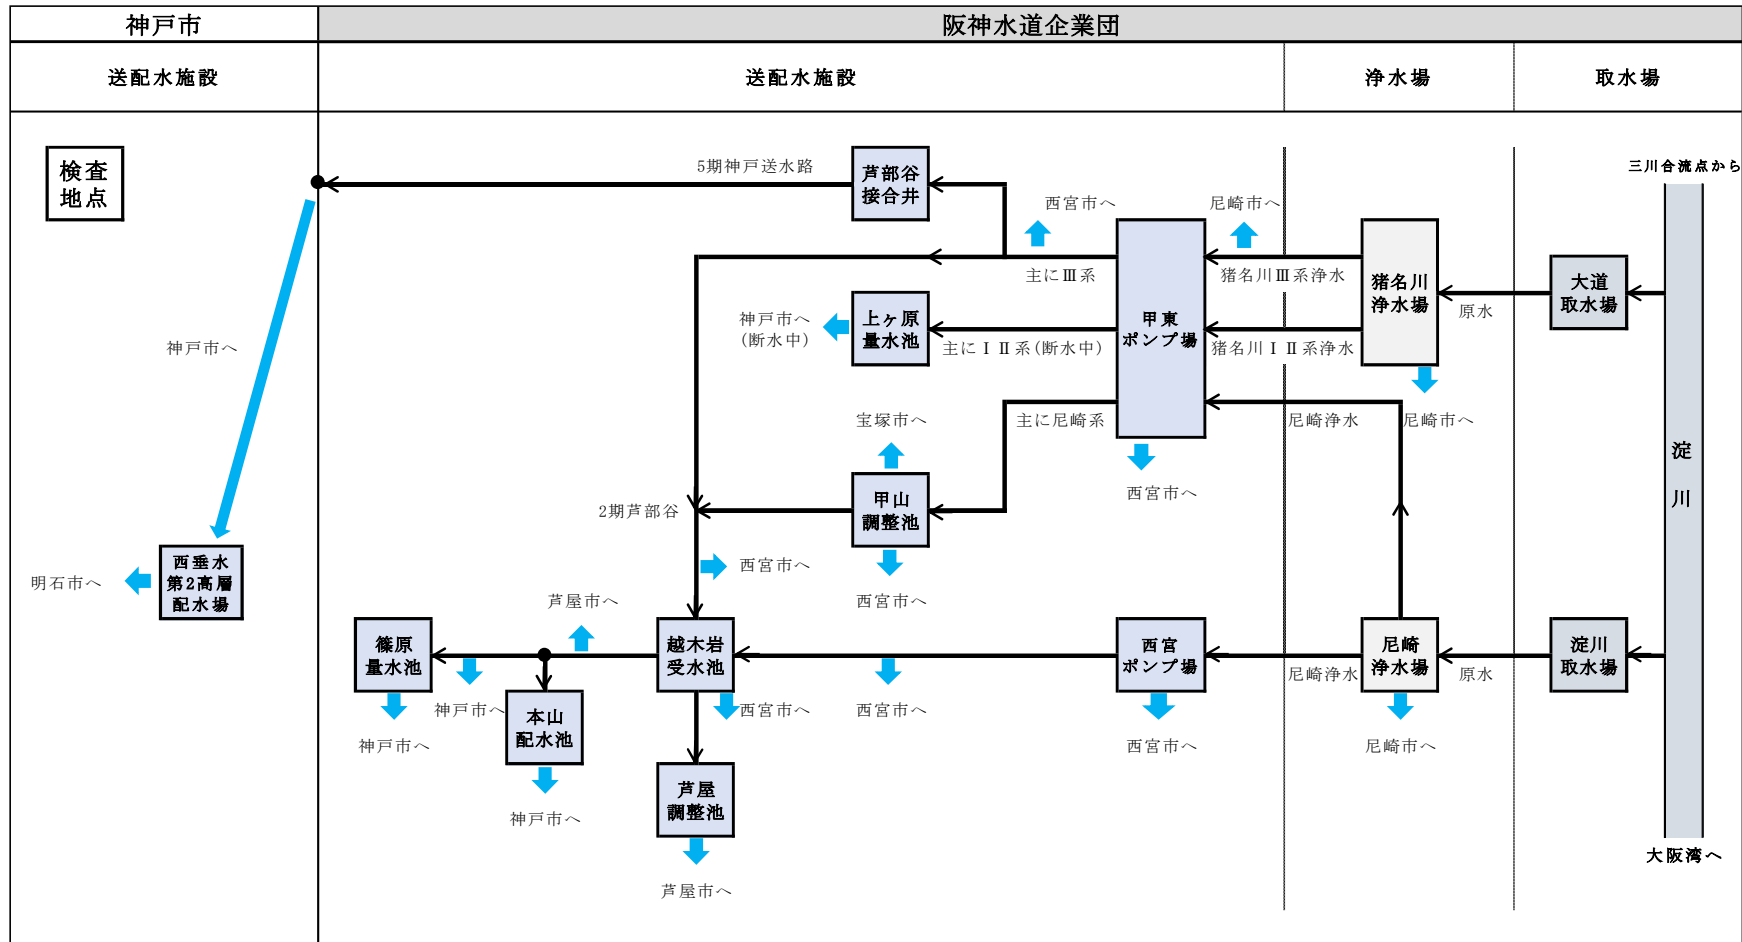 神戸市
阪神水道企業団
送配水施設
送配水施設
浄水場
取水場
検査
地点
5期神戸送水路
芦部谷
接合井
西宮市へ
尼崎市へ
三川合流点から
主にⅢ系
猪名川Ⅲ系浄水
猪名川
浄水場
原水
大道
取水場
神戸市へ
神戸市へ
(断水中)
上ヶ原
量水池
主にⅠⅡ系(断水中)
甲東
ポンプ場
猪名川ⅠⅡ系浄水
宝塚市へ
主に尼崎系
尼崎浄水
尼崎市へ
淀
川
西宮市へ
2期芦部谷
甲山
調整池
西宮市へ
西宮市へ
明石市へ
西垂水
第2高層
配水場
芦屋市へ
篠原
量水池
越木岩
受水池
西宮
ポンプ場
尼崎浄水
尼崎
浄水場
原水
淀川
取水場
神戸市へ
西宮市へ
西宮市へ
神戸市へ
本山
配水池
西宮市へ
尼崎市へ
神戸市へ
芦屋
調整池
芦屋市へ
大阪湾へ